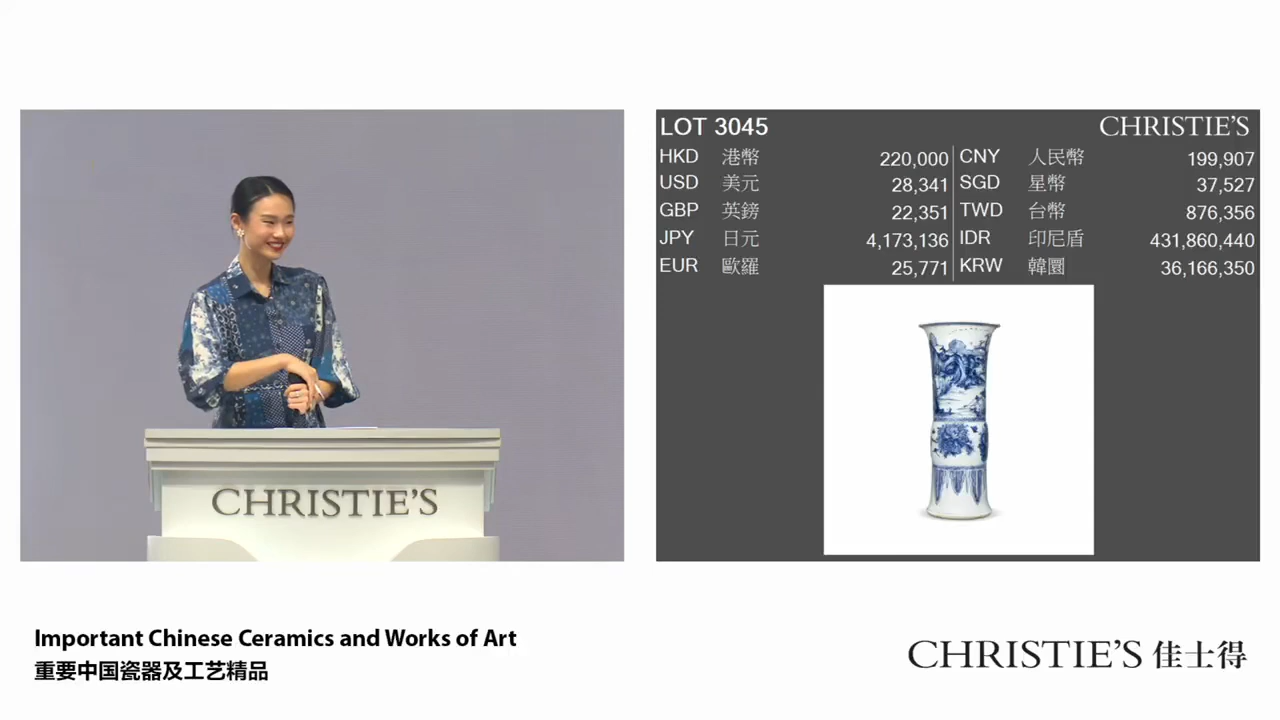 LOT 3045 CHRISTIE'S
HKD 港幣 220,000 CNY 人民幣 199,907
USD 美元 28,341 SGD 星幣 37,527
GBP 英鎊 22,351 TWD 台幣 876,356
JPY 日元 4,173,136 IDR 印尼盾 431,860,440
EUR 歐羅 25,771 KRW 韓圜 36,166,350
CHRISTIE'S
Important Chinese Ceramics and Works of Art
重要中国瓷器及工艺精品
CHRISTIE'S 佳士得